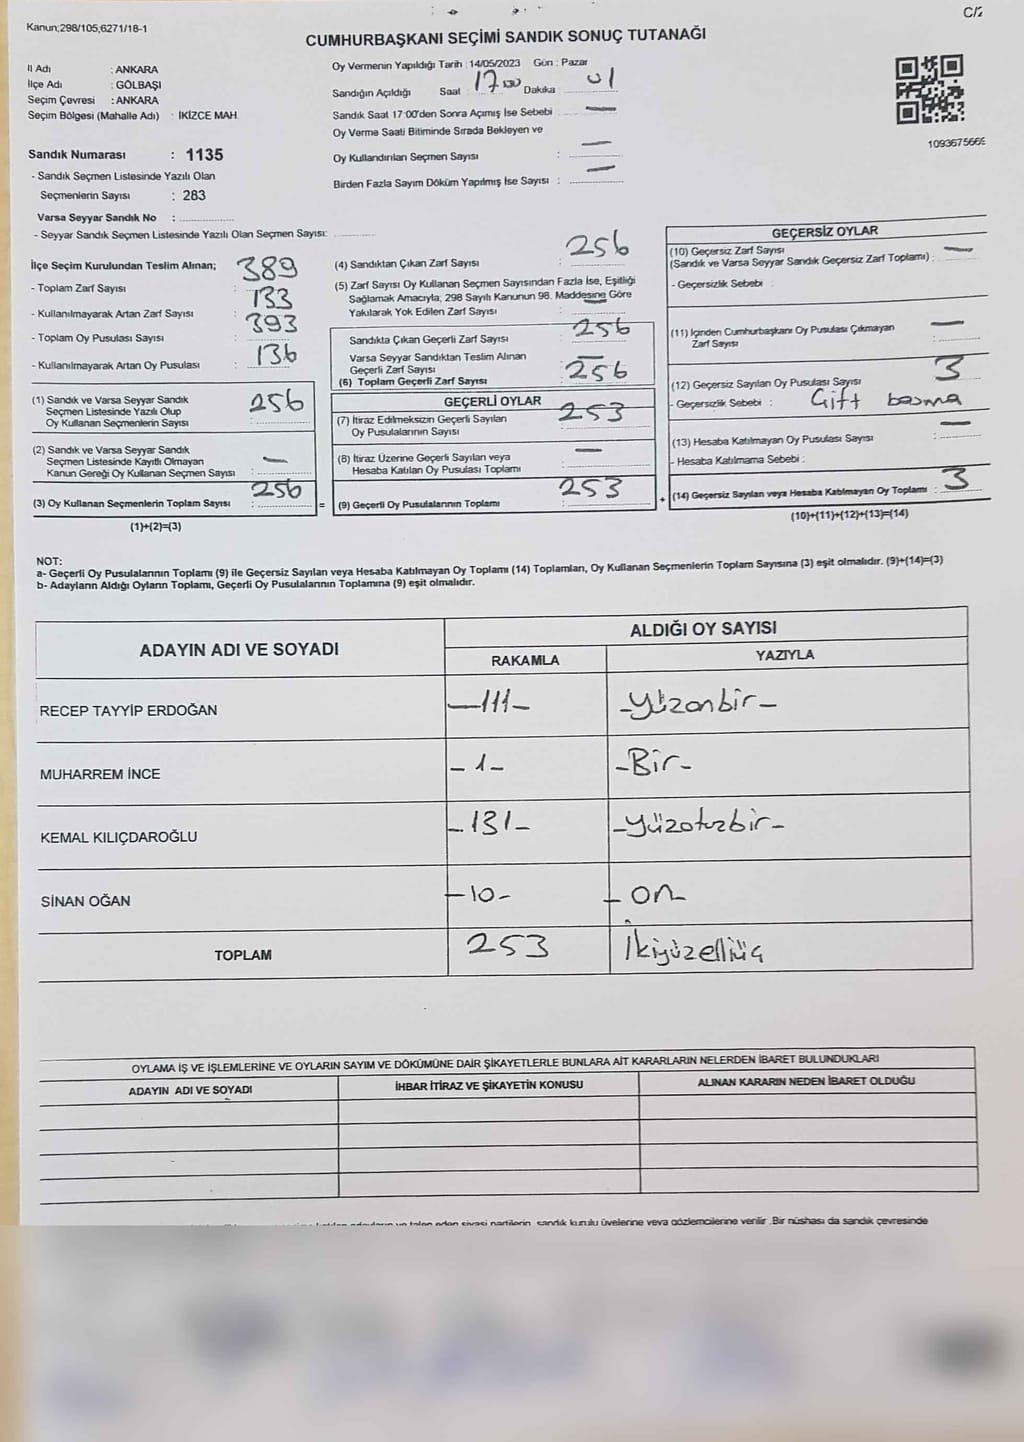 Kanun;298/105,6271/18-1
CUMHURBAŞKANI SEÇİMİ SANDIK SONUÇ TUTANAĞI
İl Adı : ANKARA
İlçe Adı : GÖLBAŞI
Seçim Çevresi : ANKARA
Seçim Bölgesi (Mahalle Adı) : İKİZCE MAH.
Sandık Numarası : 1135
- Sandık Seçmen Listesinde Yazılı Olan
Seçmenlerin Sayısı : 283
Varsa Seyyar Sandık No :
- Seyyar Sandık Seçmen Listesinde Yazılı Olan Seçmen Sayısı:
Oy Vermenin Yapıldığı Tarih : 14/05/2023 Gün : Pazar
Sandığın Açıldığı Saat : 17:00 Dakika : 01
Sandık Saat 17:00'den Sonra Açımış İse Sebebi : —
Oy Verme Saati Bitiminde Sırada Bekleyen ve
Oy Kullandırılan Seçmen Sayısı : —
Birden Fazla Sayım Döküm Yapılmış İse Sayısı : —
1093675669
İlçe Seçim Kurulundan Teslim Alınan;
- Toplam Zarf Sayısı : 389
- Kullanılmayarak Artan Zarf Sayısı : 133
- Toplam Oy Pusulası Sayısı : 393
- Kullanılmayarak Artan Oy Pusulası : 136
(1) Sandık ve Varsa Seyyar Sandık
Seçmen Listesinde Yazılı Olup
Oy Kullanan Seçmenlerin Sayısı : 256
(2) Sandık ve Varsa Seyyar Sandık
Seçmen Listesinde Kayıtlı Olmayan
Kanun Gereği Oy Kullanan Seçmen Sayısı : —
(3) Oy Kullanan Seçmenlerin Toplam Sayısı : 256
(1)+(2)=(3)
(4) Sandıktan Çıkan Zarf Sayısı : 256
(5) Zarf Sayısı Oy Kullanan Seçmen Sayısından Fazla İse, Eşitliği
Sağlamak Amacıyla; 298 Sayılı Kanunun 98. Maddesine Göre
Yakılarak Yok Edilen Zarf Sayısı : —
Sandıkta Çıkan Geçerli Zarf Sayısı : 256
Varsa Seyyar Sandıktan Teslim Alınan
Geçerli Zarf Sayısı : —
(6) Toplam Geçerli Zarf Sayısı : 256
GEÇERLİ OYLAR
(7) İtiraz Edilmeksizin Geçerli Sayılan
Oy Pusulalarının Sayısı : 253
(8) İtiraz Üzerine Geçerli Sayılan veya
Hesaba Katılan Oy Pusulası Toplamı : —
= (9) Geçerli Oy Pusulalarının Toplamı : 253
GEÇERSİZ OYLAR
(10) Geçersiz Zarf Sayısı
(Sandık ve Varsa Seyyar Sandık Geçersiz Zarf Toplamı) : —
- Geçersizlik Sebebi :
(11) İçinden Cumhurbaşkanı Oy Pusulası Çıkmayan
Zarf Sayısı : —
(12) Geçersiz Sayılan Oy Pusulası Sayısı : 3
- Geçersizlik Sebebi : Çift basma
(13) Hesaba Katılmayan Oy Pusulası Sayısı : —
- Hesaba Katılmama Sebebi :
+ (14) Geçersiz Sayılan veya Hesaba Katılmayan Oy Toplamı : 3
(10)+(11)+(12)+(13)=(14)
NOT:
a- Geçerli Oy Pusulalarının Toplamı (9) ile Geçersiz Sayılan veya Hesaba Katılmayan Oy Toplamı (14) Toplamları, Oy Kullanan Seçmenlerin Toplam Sayısına (3) eşit olmalıdır. (9)+(14)=(3)
b- Adayların Aldığı Oyların Toplamı, Geçerli Oy Pusulalarının Toplamına (9) eşit olmalıdır.
ADAYIN ADI VE SOYADI
ALDIĞI OY SAYISI
RAKAMLA YAZIYLA
RECEP TAYYİP ERDOĞAN -111- -Yüzonbir-
MUHARREM İNCE -1- -Bir-
KEMAL KILIÇDAROĞLU -131- -Yüzotuzbir-
SİNAN OĞAN -10- -on-
TOPLAM 253 İkiyüzelliüç
OYLAMA İŞ VE İŞLEMLERİNE VE OYLARIN SAYIM VE DÖKÜMÜNE DAİR ŞİKAYETLERLE BUNLARA AİT KARARLARIN NELERDEN İBARET BULUNDUKLARI
ADAYIN ADI VE SOYADI İHBAR İTİRAZ VE ŞİKAYETİN KONUSU ALINAN KARARIN NEDEN İBARET OLDUĞU
talep eden siyasi partilerin, sandık kurulu üyelerine veya gözlemcilerine verilir .Bir nüshası da sandık çevresinde